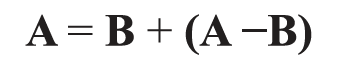 A = B + (A −B)